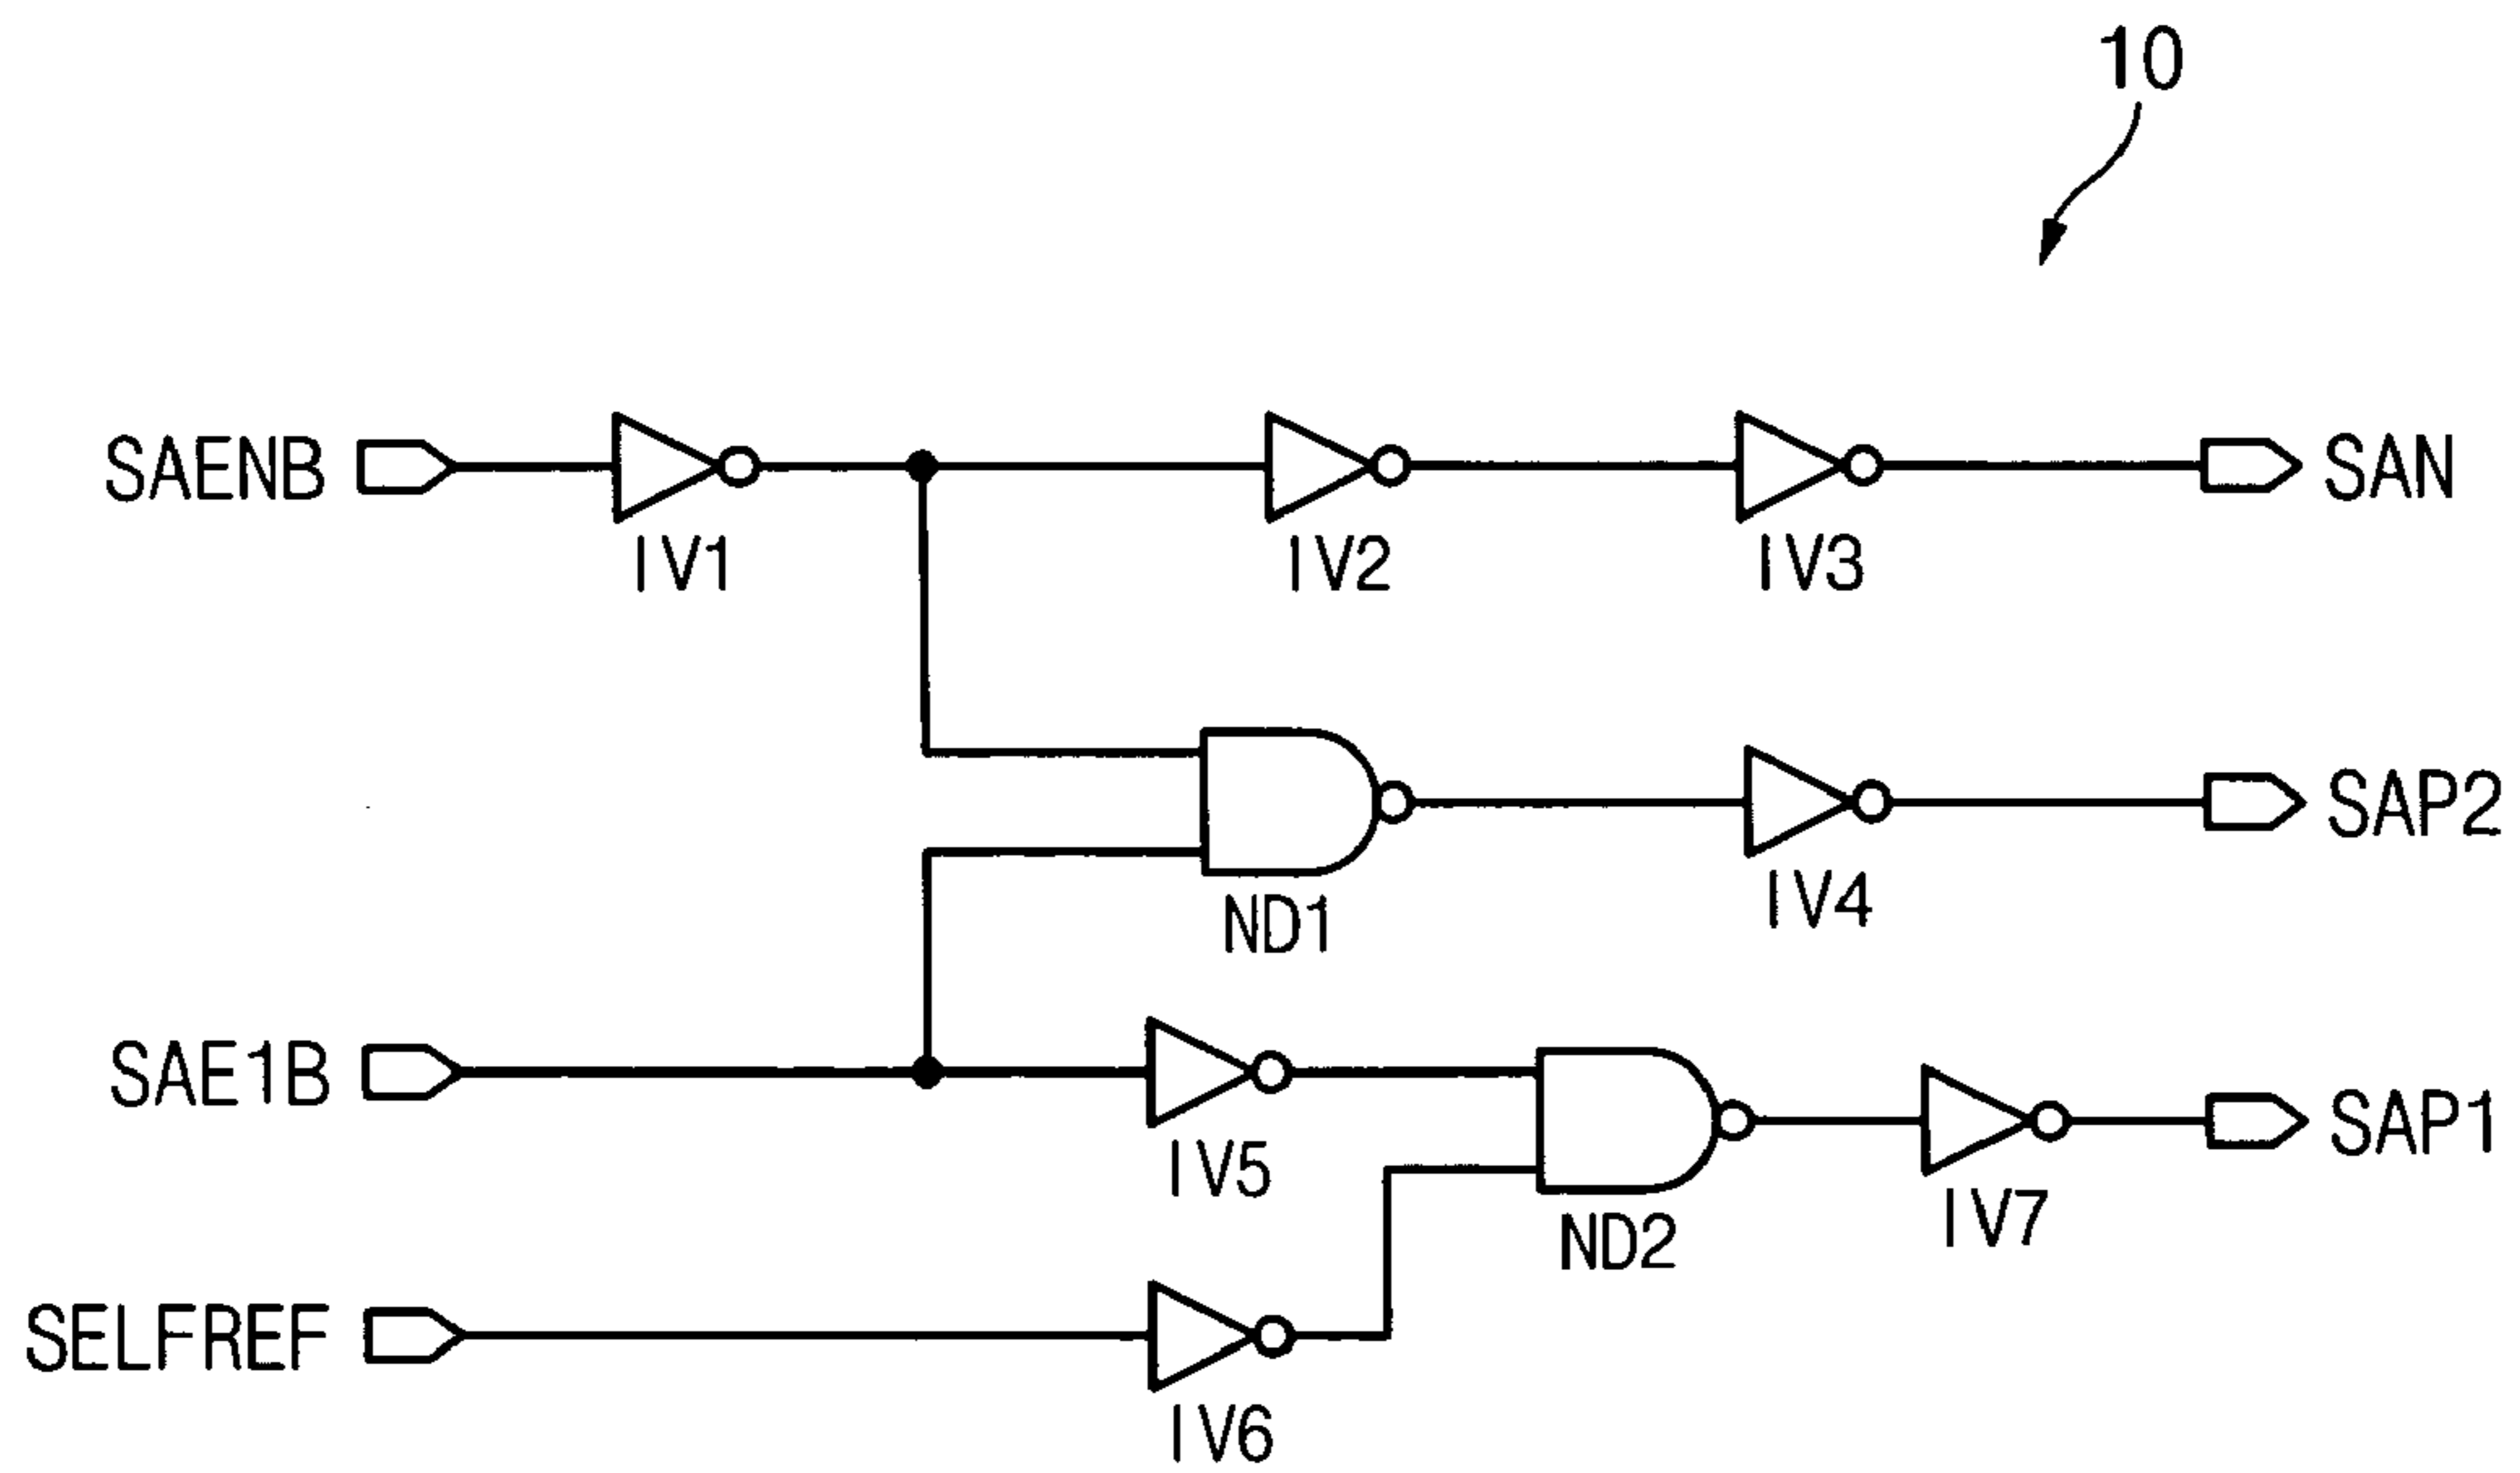 10
SAENB
SAN
IV1
IV2
IV3
SAP2
ND1
IV4
SAE1B
SAP1
IV5
ND2
IV7
SELFREF
IV6